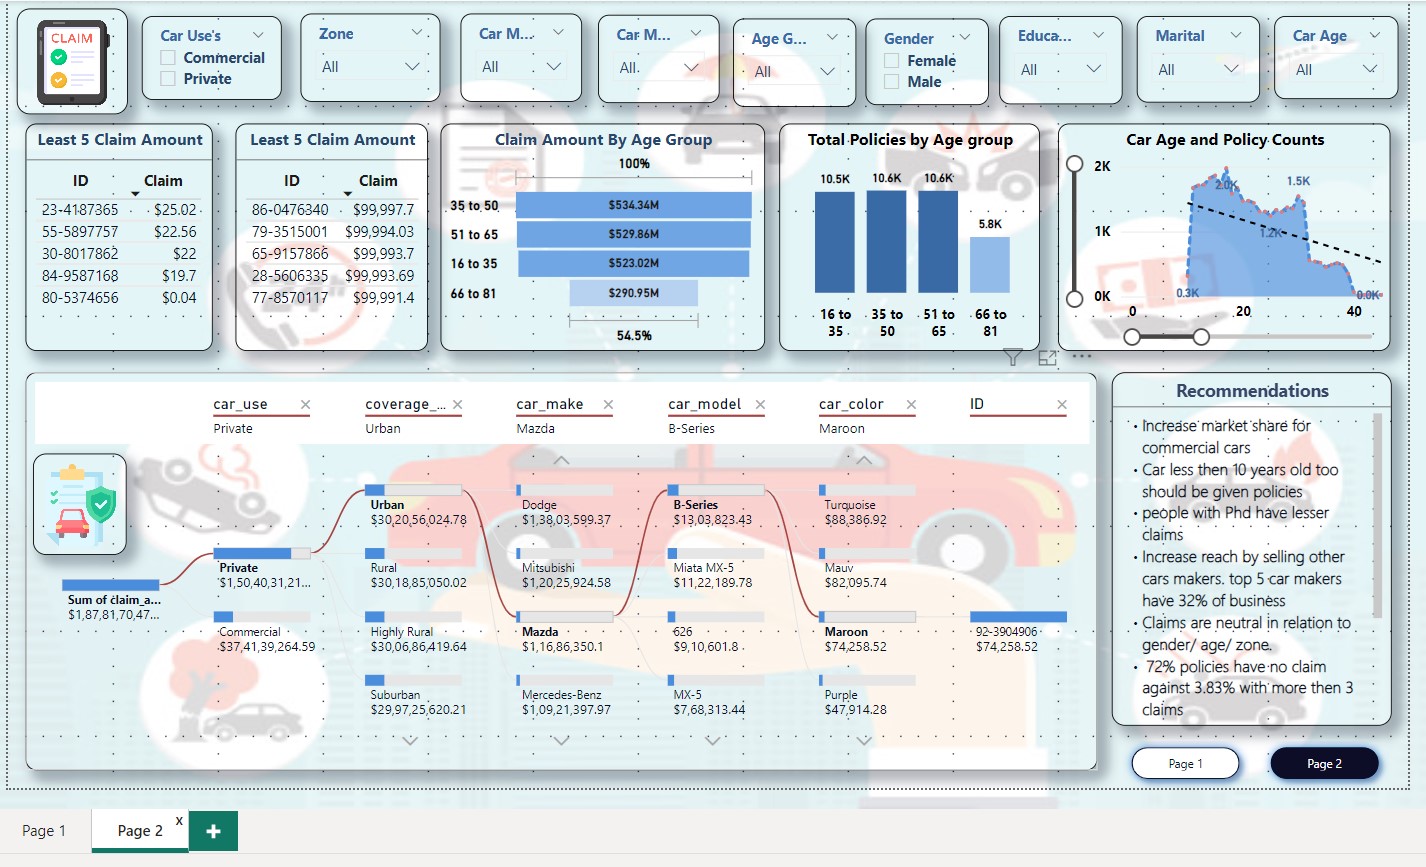 CLAIM
Car Use's
Commercial
Private
Zone
All
Car M...
All
Car M...
All
Age G...
All
Gender
Female
Male
Educa...
All
Marital
All
Car Age
All
Least 5 Claim Amount
ID Claim
23-4187365 $25.02
55-5897757 $22.56
30-8017862 $22
84-9587168 $19.7
80-5374656 $0.04
Least 5 Claim Amount
ID Claim
86-0476340 $99,997.7
79-3515001 $99,994.03
65-9157866 $99,993.7
28-5606335 $99,993.69
77-8570117 $99,991.4
Claim Amount By Age Group
100%
35 to 50 $534.34M
51 to 65 $529.86M
16 to 35 $523.02M
66 to 81 $290.95M
54.5%
Total Policies by Age group
10.5K 10.6K 10.6K 5.8K
16 to 35 to 51 to 66 to
35 50 65 81
Car Age and Policy Counts
2K
1K
0K
2.0K
1.5K
1.2K
0.3K
0.0K
0 20 40
car_use
Private
coverage_...
Urban
car_make
Mazda
car_model
B-Series
car_color
Maroon
ID
Sum of claim_a...
$1,87,81,70,47...
Private
$1,50,40,31,21...
Commercial
$37,41,39,264.59
Urban
$30,20,56,024.78
Rural
$30,18,85,050.02
Highly Rural
$30,06,86,419.64
Suburban
$29,97,25,620.21
Dodge
$1,38,03,599.37
Mitsubishi
$1,20,25,924.58
Mazda
$1,16,86,350.1
Mercedes-Benz
$1,09,21,397.97
B-Series
$13,03,823.43
Miata MX-5
$11,22,189.78
626
$9,10,601.8
MX-5
$7,68,313.44
Turquoise
$88,386.92
Mauv
$82,095.74
Maroon
$74,258.52
Purple
$47,914.28
92-3904906
$74,258.52
Recommendations
• Increase market share for
commercial cars
• Car less then 10 years old too
should be given policies
• people with Phd have lesser
claims
• Increase reach by selling other
cars makers. top 5 car makers
have 32% of business
• Claims are neutral in relation to
gender/ age/ zone.
• 72% policies have no claim
against 3.83% with more then 3
claims
Page 1
Page 2
Page 1
Page 2
x